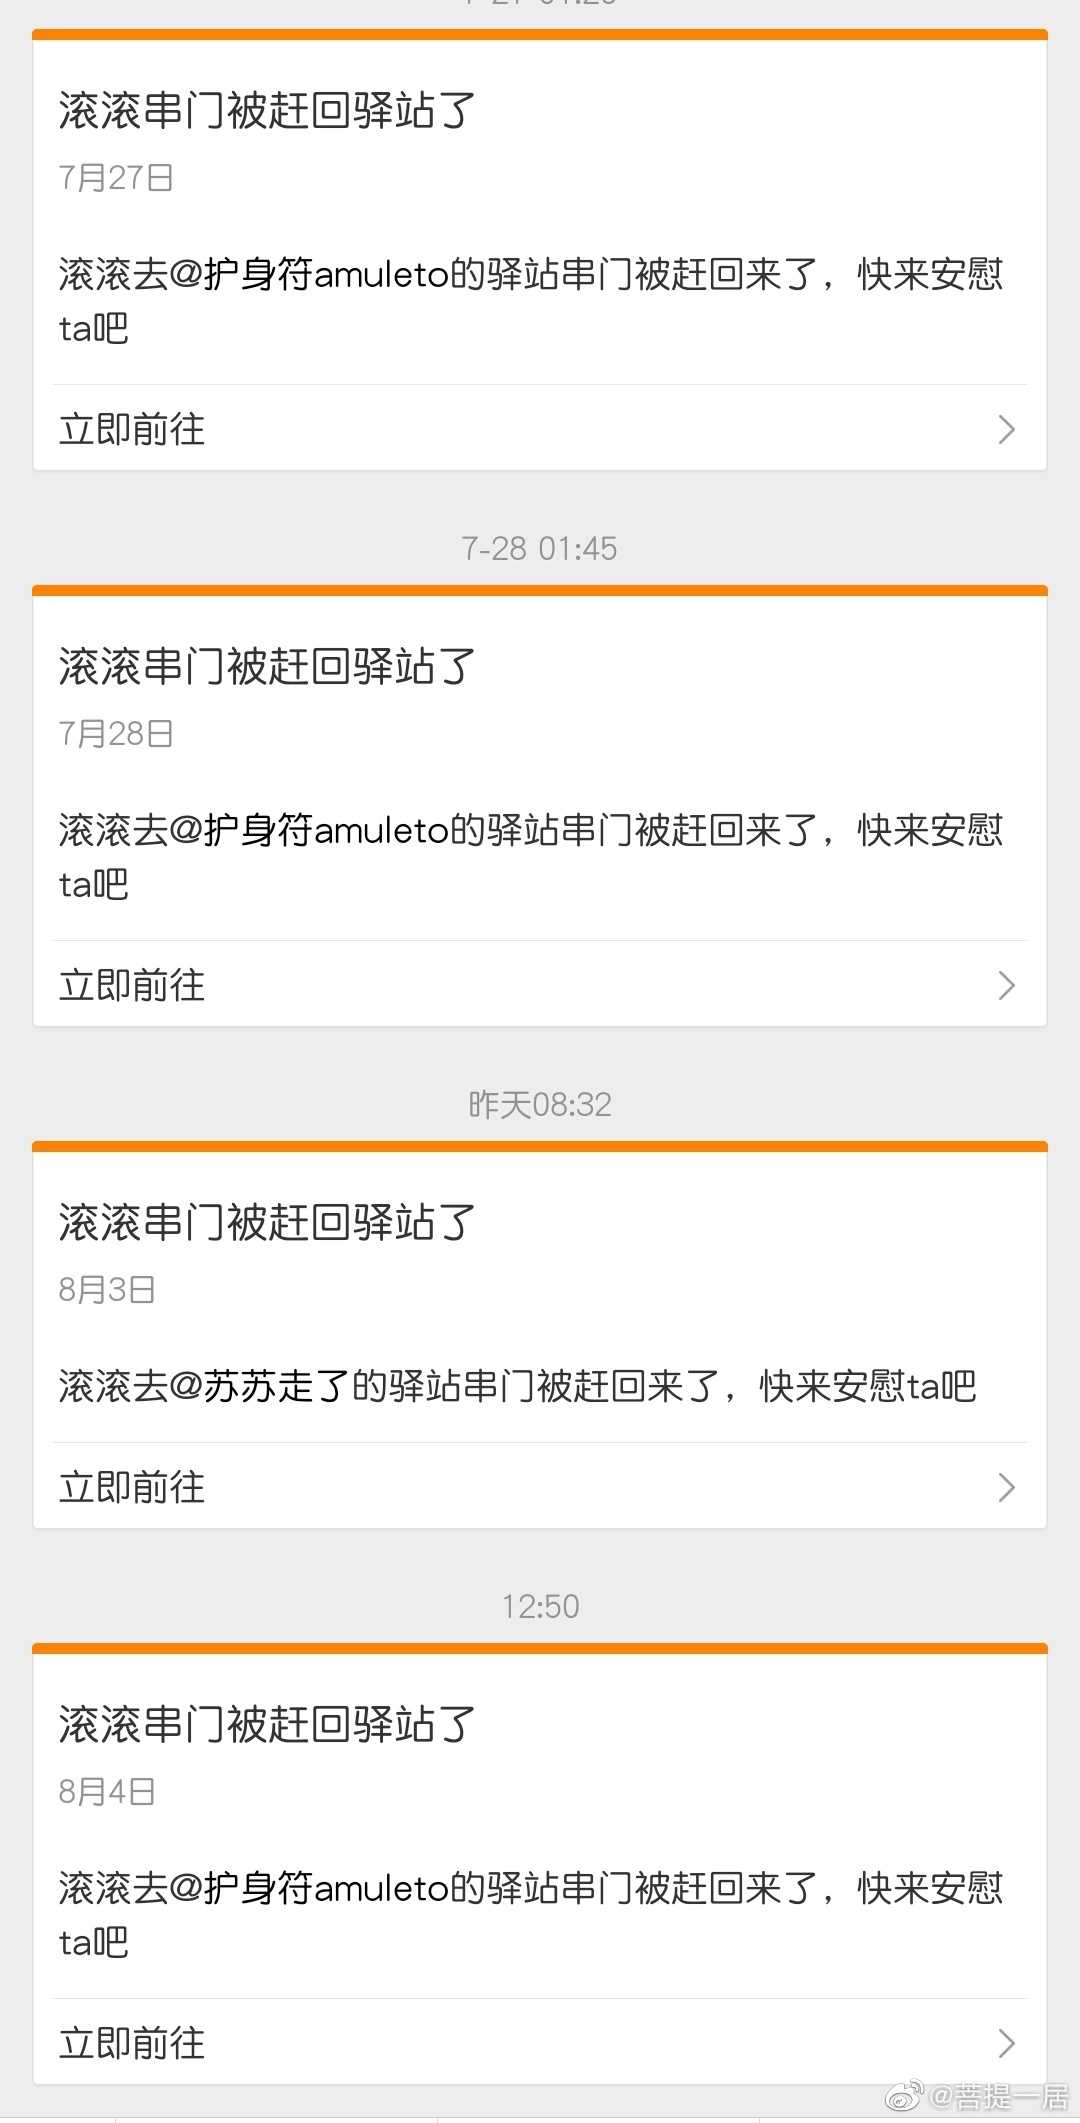 滚滚串门被赶回驿站了
7月27日
滚滚去@护身符amuleto的驿站串门被赶回来了，快来安慰
ta吧
立即前往
7-28 01:45
滚滚串门被赶回驿站了
7月28日
滚滚去@护身符amuleto的驿站串门被赶回来了，快来安慰
ta吧
立即前往
昨天08:32
滚滚串门被赶回驿站了
8月3日
滚滚去@苏苏走了的驿站串门被赶回来了，快来安慰ta吧
立即前往
12:50
滚滚串门被赶回驿站了
8月4日
滚滚去@护身符amuleto的驿站串门被赶回来了，快来安慰
ta吧
立即前往
@菩提一居